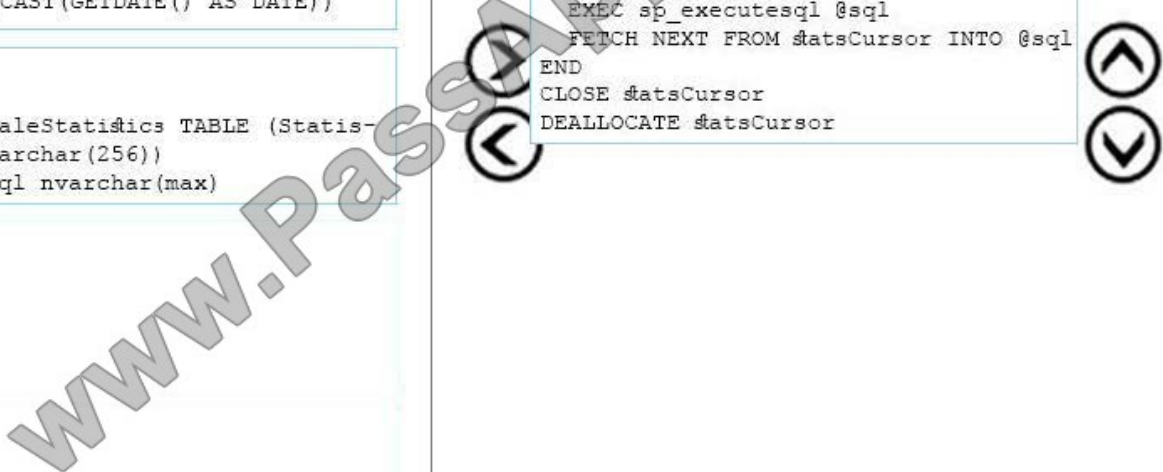 CAST(GETDATE() AS DATE))
aleStatistics TABLE (Statis-
archar(256))
ql nvarchar(max)
EXEC sp_executesql @sql
FETCH NEXT FROM statsCursor INTO @sql
END
CLOSE statsCursor
DEALLOCATE statsCursor
www.PassA